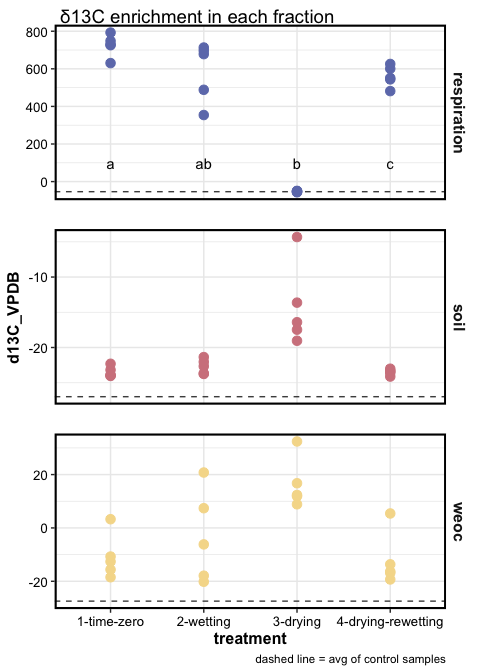 δ13C enrichment in each fraction
800
600
400
200
0
a ab b c
respiration
-10
-20
soil
d13C_VPDB
20
0
-20
weoc
1-time-zero 2-wetting 3-drying 4-drying-rewetting
treatment
dashed line = avg of control samples